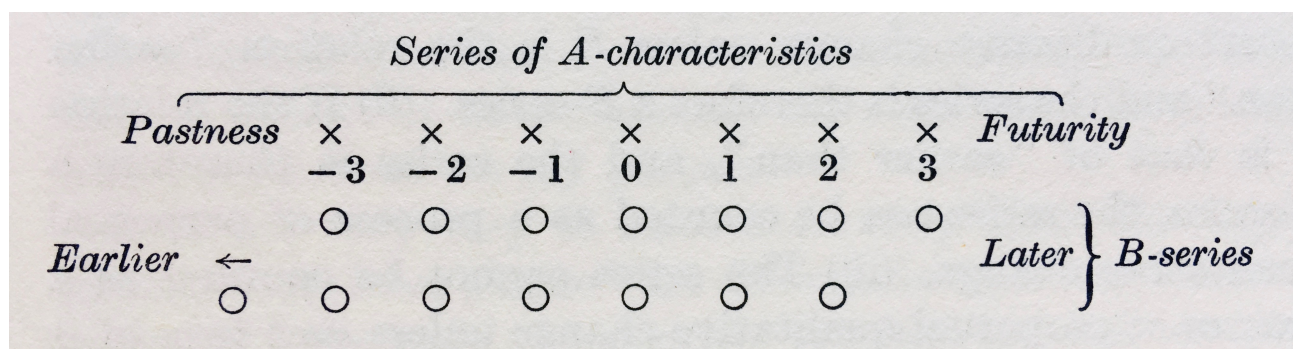 Series of A-characteristics
Pastness × × × × × × × Futurity
−3 −2 −1 0 1 2 3
○ ○ ○ ○ ○ ○ ○
Earlier ← Later } B-series
○ ○ ○ ○ ○ ○ ○